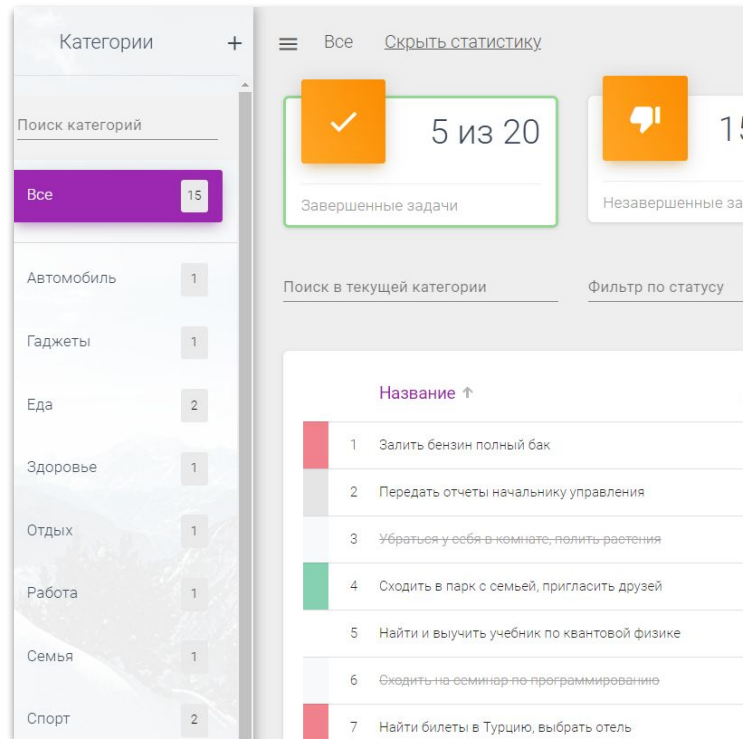 Категории +
Поиск категорий
Все 15
Автомобиль 1
Гаджеты 1
Еда 2
Здоровье 1
Отдых 1
Работа 1
Семья 1
Спорт 2
Все Скрыть статистику
5 из 20
Завершенные задачи
15
Незавершенные за
Поиск в текущей категории
Фильтр по статусу
Название ↑
1 Залить бензин полный бак
2 Передать отчеты начальнику управления
3 Убраться у себя в комнате, полить растения
4 Сходить в парк с семьей, пригласить друзей
5 Найти и выучить учебник по квантовой физике
6 Сходить на семинар по программированию
7 Найти билеты в Турцию, выбрать отель